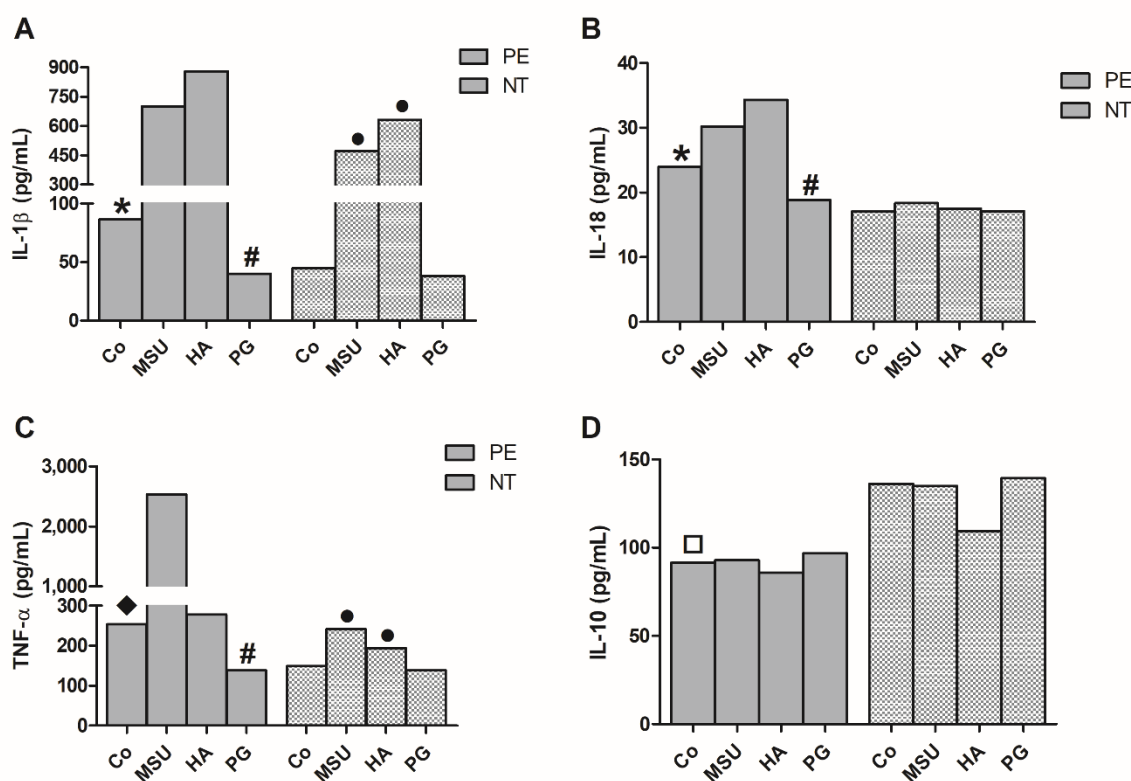 A
IL-1β (pg/mL)
900
750
600
450
300
100
50
0
*
#
● ●
PE
NT
Co MSU HA PG Co MSU HA PG
B
IL-18 (pg/mL)
40
30
20
10
0
*
#
PE
NT
Co MSU HA PG Co MSU HA PG
C
TNF-α (pg/mL)
3,000
2,000
1,000
300
200
100
0
◆
#
● ●
PE
NT
Co MSU HA PG Co MSU HA PG
D
IL-10 (pg/mL)
150
100
50
0
□
Co MSU HA PG Co MSU HA PG